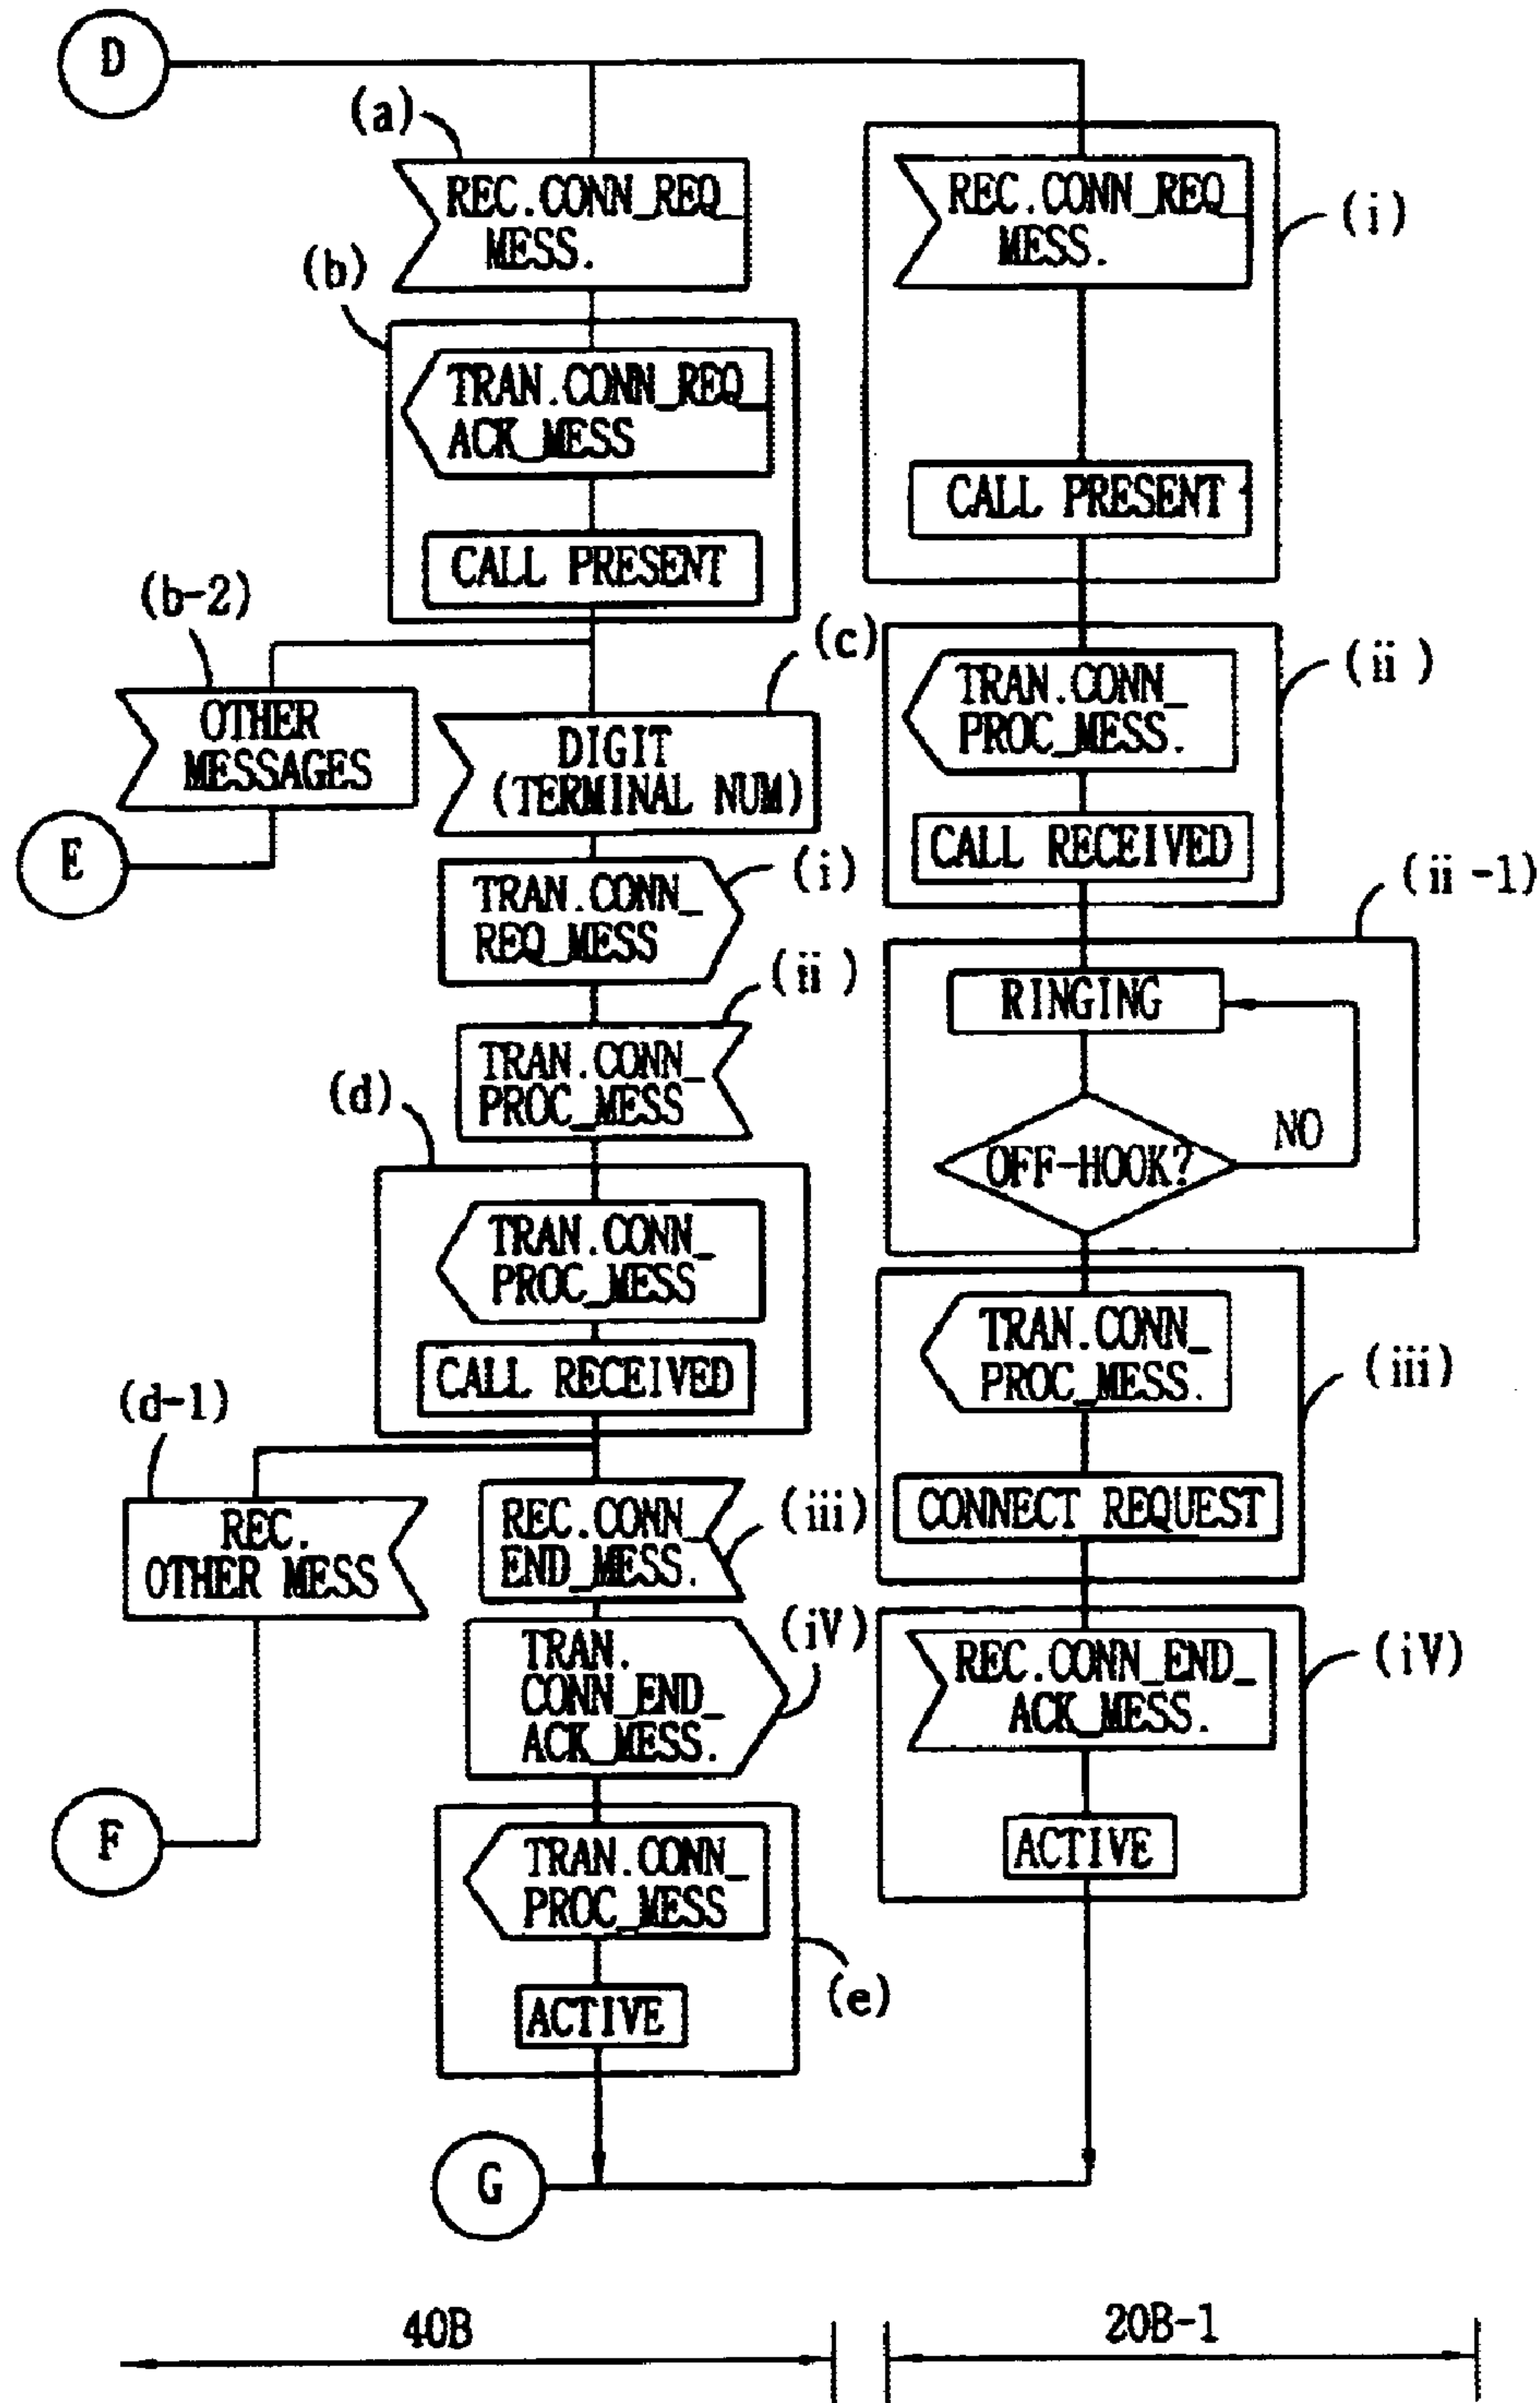 D
(a)
REC.CONN_REQ_
MESS.
(b)
TRAN.CONN_REQ_
ACK_MESS
CALL PRESENT
(b-2)
OTHER
MESSAGES
E
(c)
DIGIT
(TERMINAL NUM)
TRAN.CONN_
REQ_MESS
(i)
TRAN.CONN_
PROC_MESS
(ii)
(d)
TRAN.CONN_
PROC_MESS
CALL RECEIVED
(d-1)
REC.
OTHER MESS
F
REC.CONN_
END_MESS.
(iii)
TRAN.
CONN_END_
ACK_MESS.
(iV)
TRAN.CONN_
PROC_MESS
ACTIVE
(e)
G
40B
REC.CONN_REQ_
MESS.
CALL PRESENT
(i)
TRAN.CONN_
PROC_MESS.
CALL RECEIVED
(ii)
(ii-1)
RINGING
OFF-HOOK?
NO
TRAN.CONN_
PROC_MESS.
CONNECT REQUEST
(iii)
REC.CONN_END_
ACK_MESS.
ACTIVE
(iV)
20B-1